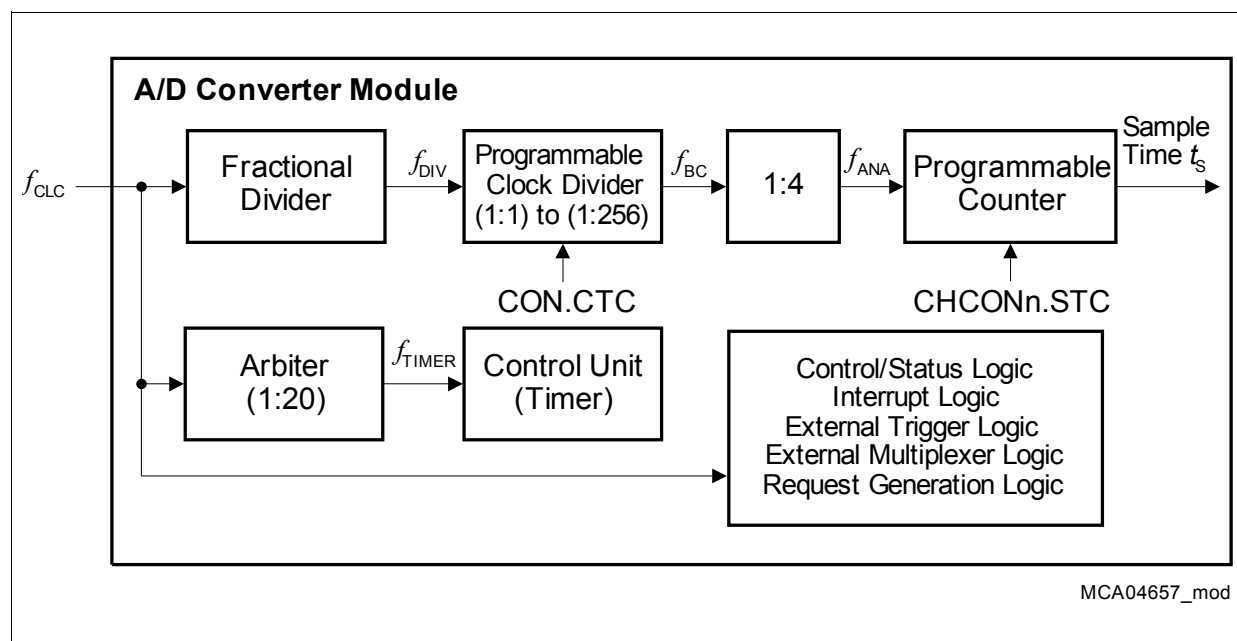 A/D Converter Module
fCLC
Fractional
Divider
fDIV
Programmable
Clock Divider
(1:1) to (1:256)
fBC
1:4
fANA
Programmable
Counter
Sample
Time tS
CON.CTC
CHCONn.STC
Arbiter
(1:20)
fTIMER
Control Unit
(Timer)
Control/Status Logic
Interrupt Logic
External Trigger Logic
External Multiplexer Logic
Request Generation Logic
MCA04657_mod